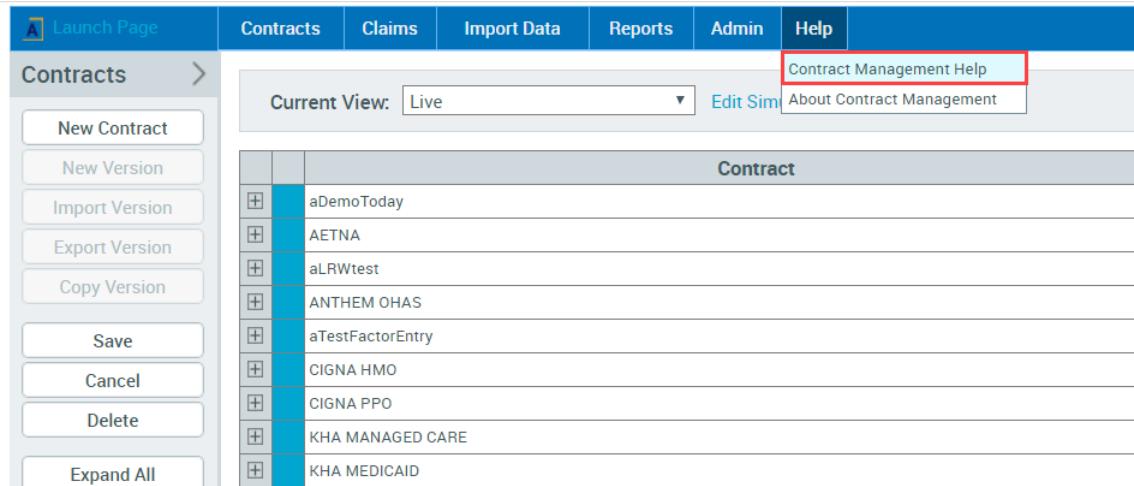 A Launch Page
Contracts Claims Import Data Reports Admin Help
Contracts
Contract Management Help
About Contract Management
Current View: Live
Edit Simu
New Contract
New Version
Import Version
Export Version
Copy Version
Save
Cancel
Delete
Expand All
Contract
aDemoToday
AETNA
aLRWtest
ANTHEM OHAS
aTestFactorEntry
CIGNA HMO
CIGNA PPO
KHA MANAGED CARE
KHA MEDICAID